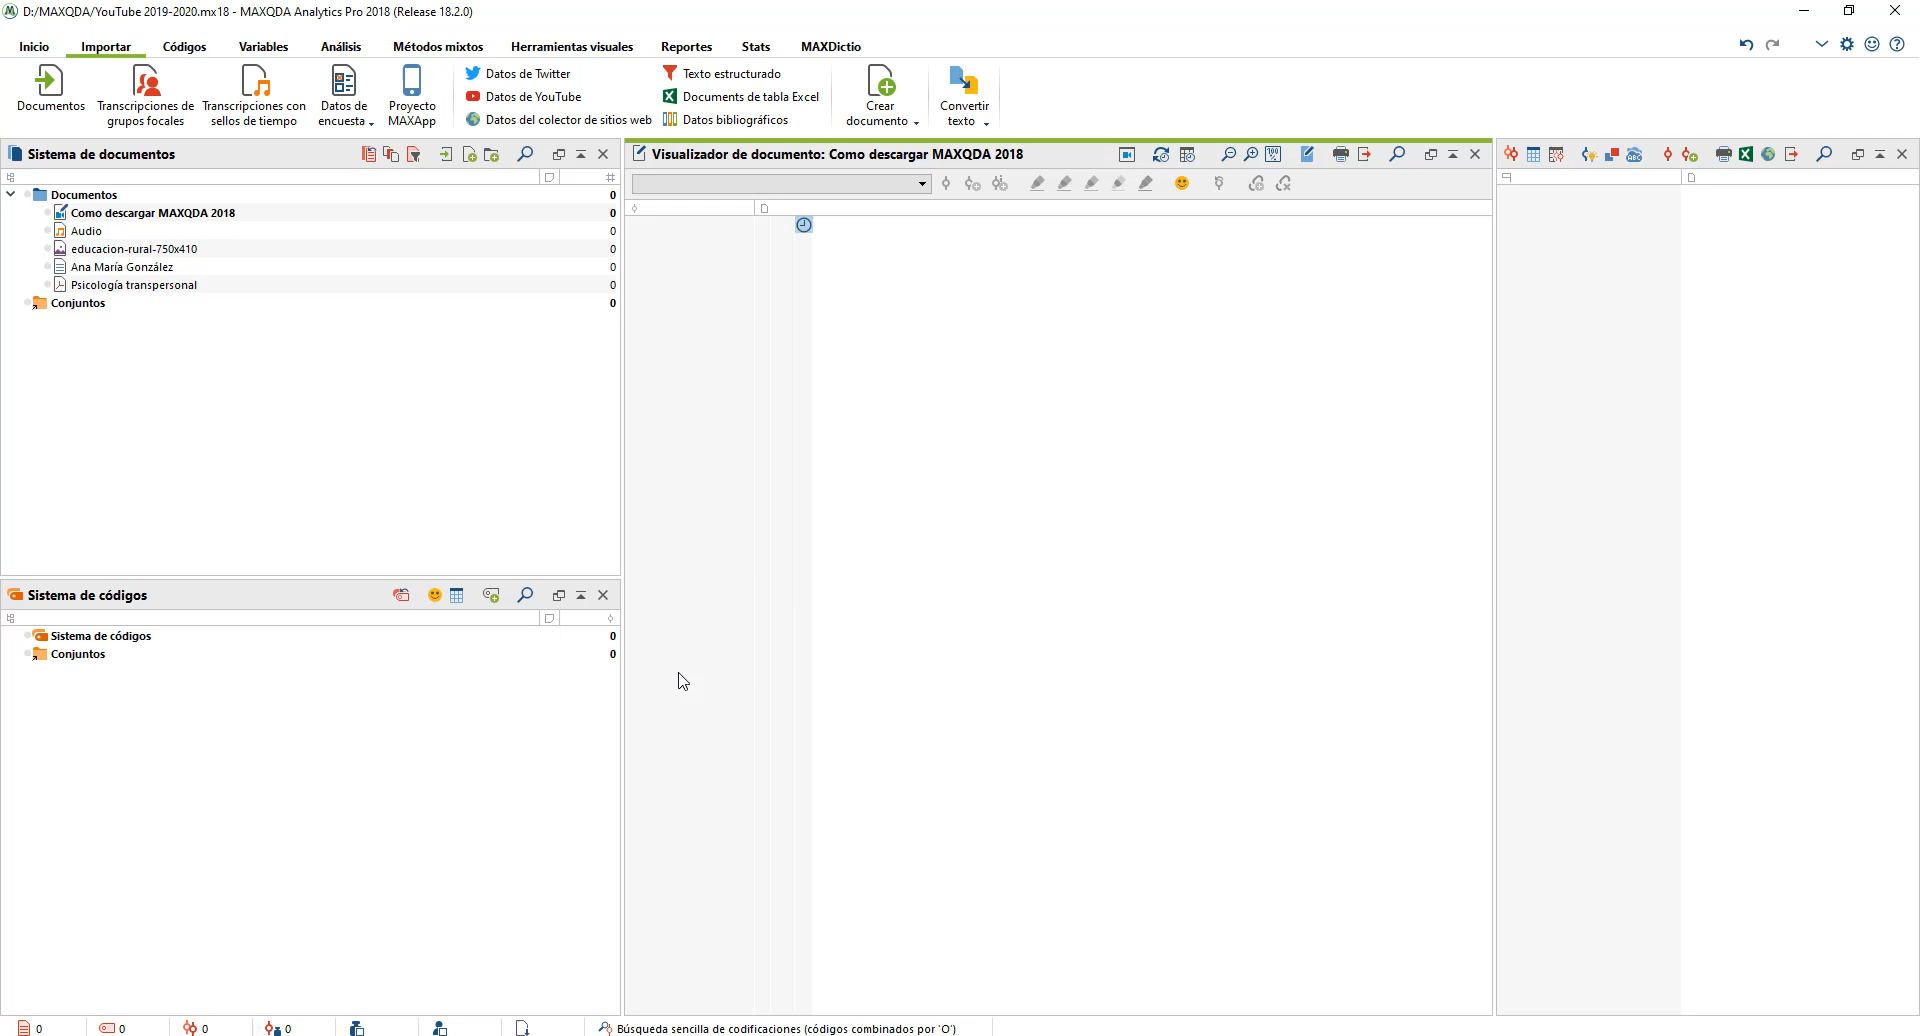 D:/MAXQDA/YouTube 2019-2020.mx18 - MAXQDA Analytics Pro 2018 (Release 18.2.0)
Inicio Importar Códigos Variables Análisis Métodos mixtos Herramientas visuales Reportes Stats MAXDictio
Documentos
Transcripciones de
grupos focales
Transcripciones con
sellos de tiempo
Datos de
encuesta
Proyecto
MAXApp
Datos de Twitter
Datos de YouTube
Datos del colector de sitios web
Texto estructurado
Documents de tabla Excel
Datos bibliográficos
Crear
documento
Convertir
texto
Sistema de documentos
Documentos 0
Como descargar MAXQDA 2018 0
Audio 0
educacion-rural-750x410 0
Ana María González 0
Psicología transpersonal 0
Conjuntos 0
Sistema de códigos
Sistema de códigos 0
Conjuntos 0
Visualizador de documento: Como descargar MAXQDA 2018
0 0 0 0 Búsqueda sencilla de codificaciones (códigos combinados por 'O')